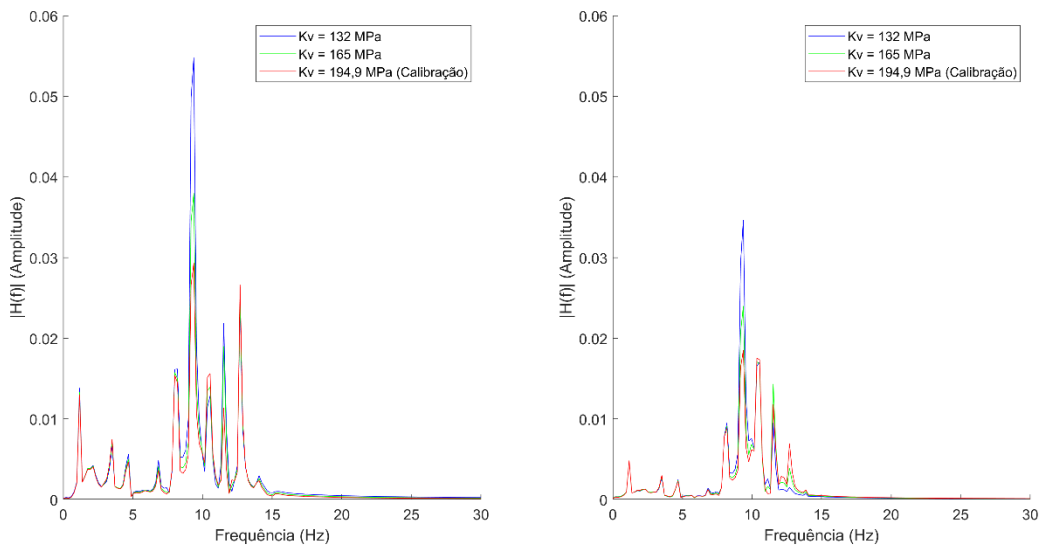 0.06
0.05
0.04
0.03
0.02
0.01
0
|H(f)| (Amplitude)
Kv = 132 MPa
Kv = 165 MPa
Kv = 194,9 MPa (Calibração)
0 5 10 15 20 25 30
Frequência (Hz)
0.06
0.05
0.04
0.03
0.02
0.01
0
|H(f)| (Amplitude)
Kv = 132 MPa
Kv = 165 MPa
Kv = 194,9 MPa (Calibração)
0 5 10 15 20 25 30
Frequência (Hz)